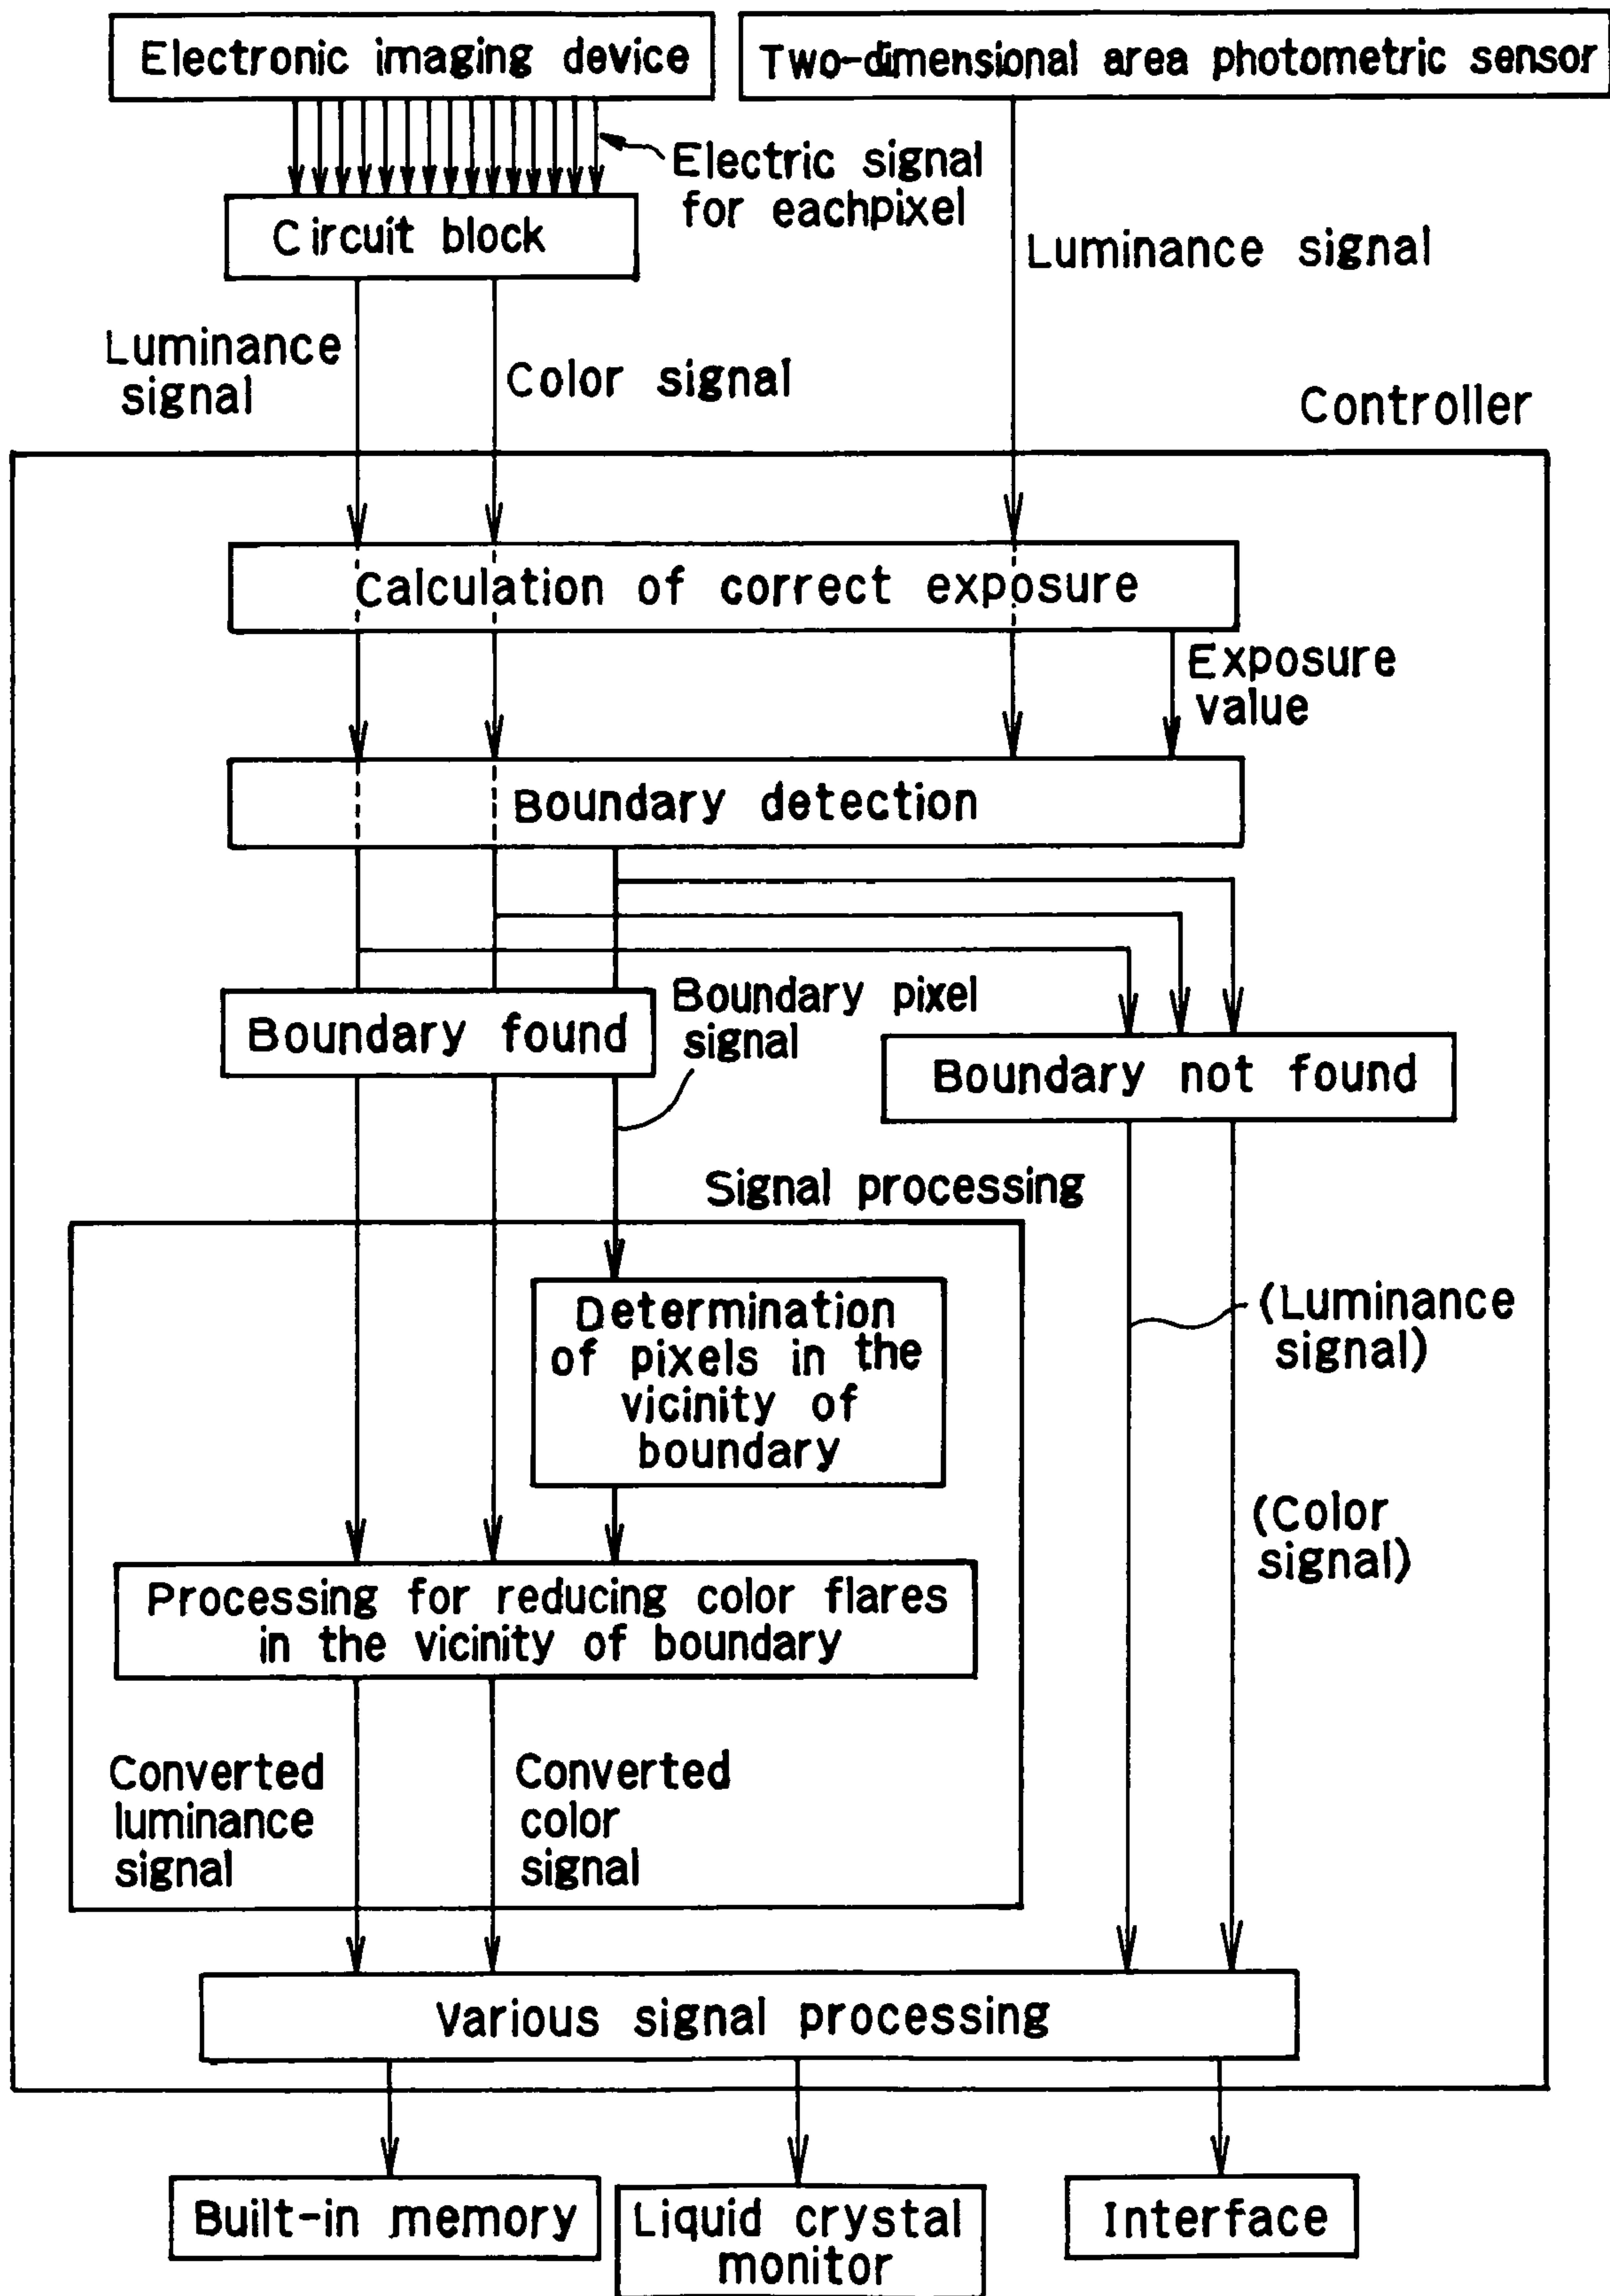 Electronic imaging device
Two-dimensional area photometric sensor
Electric signal
for eachpixel
Circuit block
Luminance signal
Luminance
signal
Color signal
Controller
Calculation of correct exposure
Exposure
value
Boundary detection
Boundary found
Boundary pixel
signal
Boundary not found
Signal processing
Determination
of pixels in the
vicinity of
boundary
(Luminance
signal)
(Color
signal)
Processing for reducing color flares
in the vicinity of boundary
Converted
luminance
signal
Converted
color
signal
Various signal processing
Built-in memory
Liquid crystal
monitor
Interface